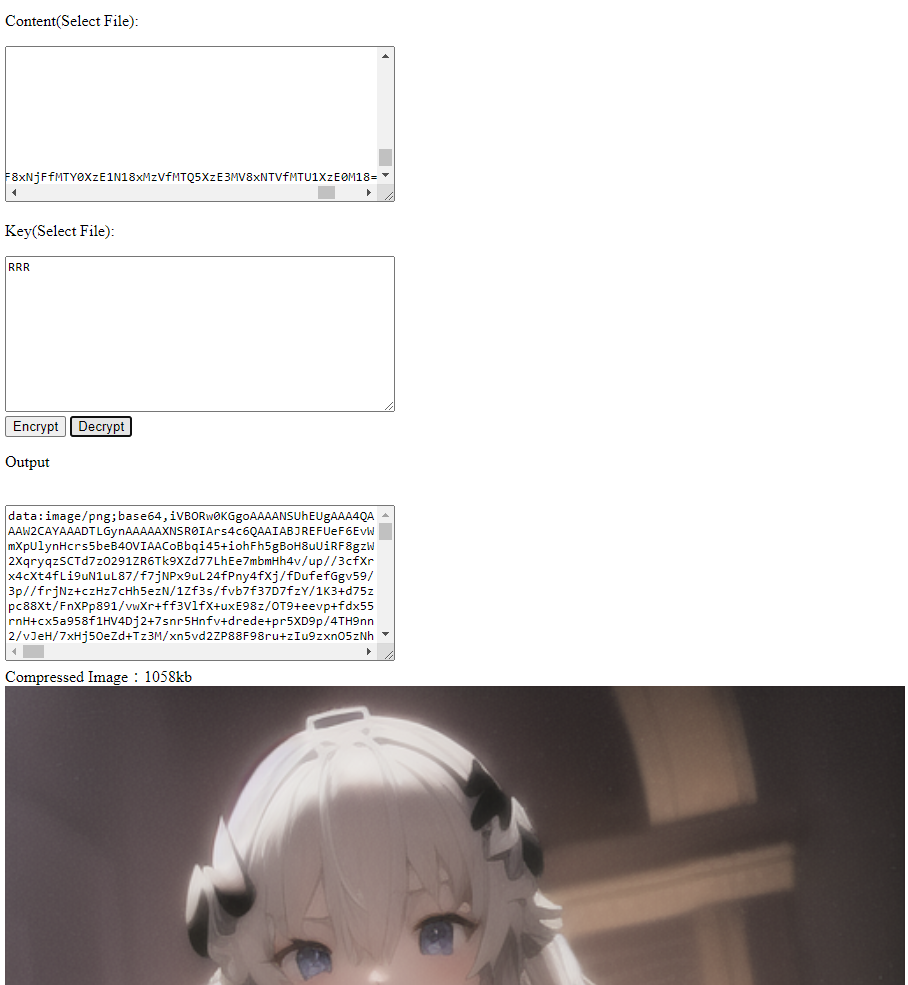 Content(Select File):
F8xNjFfMTY0XzE1N18xMzVfMTQ5XzE3MV8xNTVfMTU1XzE0M18=
Key(Select File):
RRR
Encrypt Decrypt
Output
data:image/png;base64,iVBORw0KGgoAAAANSUhEUgAAA4QA
AAW2CAYAAADTLGynAAAAAXNSR0IArs4c6QAAIABJREFUeF6EvW
mXpUlynHcrs5beB4OVIAACoBbqi45+iohFh5gBoH8uUiRF8gzW
2XqryqzSCTd7zO291ZR6Tk9XZd77LhEe7mbmHh4v/up//3cfXr
x4cXt4fLi9uN1uL87/f7jNPx9uL24fPny4fXj/fDufefGgv59/
3p//frjNz+czHz7cHh5ezN/1Zf3s/fvb7f37D7fzY/1K3+d75z
pc88Xt/FnXPp891/vwXr+ff3VlfX+uxE98z/OT9+eevp+fdx55
rnH+cx5a958f1HV4Dj2+7snr5Hnfv+drede+pr5XD9p/4TH9nn
2/vJeH/7xHj5OeZd+Tz3M/xn5vd2ZP88F98ru+zIu9zxnO5zNh
Compressed Image：1058kb